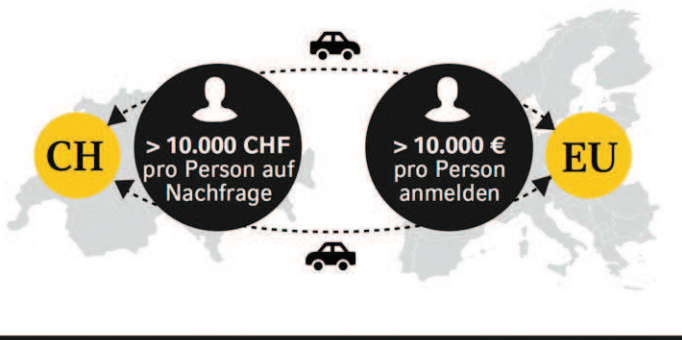 CH
> 10.000 CHF
pro Person auf
Nachfrage
> 10.000 €
pro Person
anmelden
EU